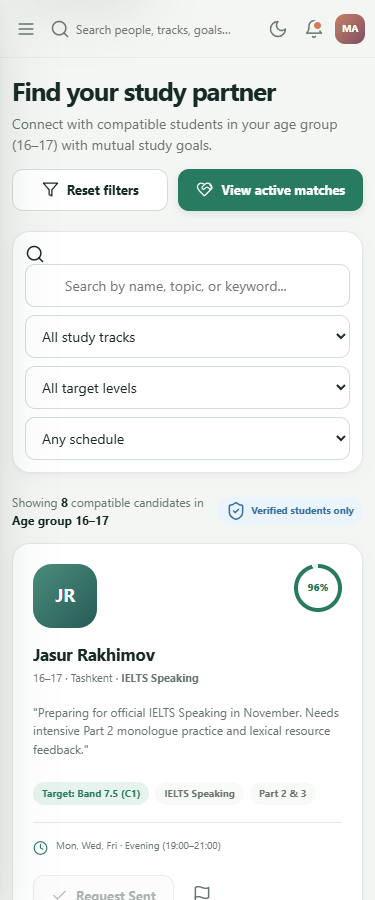 Search people, tracks, goals...
MA
Find your study partner
Connect with compatible students in your age group
(16–17) with mutual study goals.
Reset filters
View active matches
Search by name, topic, or keyword...
All study tracks
All target levels
Any schedule
Showing 8 compatible candidates in
Age group 16–17
Verified students only
JR
96%
Jasur Rakhimov
16–17 · Tashkent · IELTS Speaking
"Preparing for official IELTS Speaking in November. Needs
intensive Part 2 monologue practice and lexical resource
feedback."
Target: Band 7.5 (C1)
IELTS Speaking
Part 2 & 3
Mon, Wed, Fri · Evening (19:00–21:00)
Request Sent